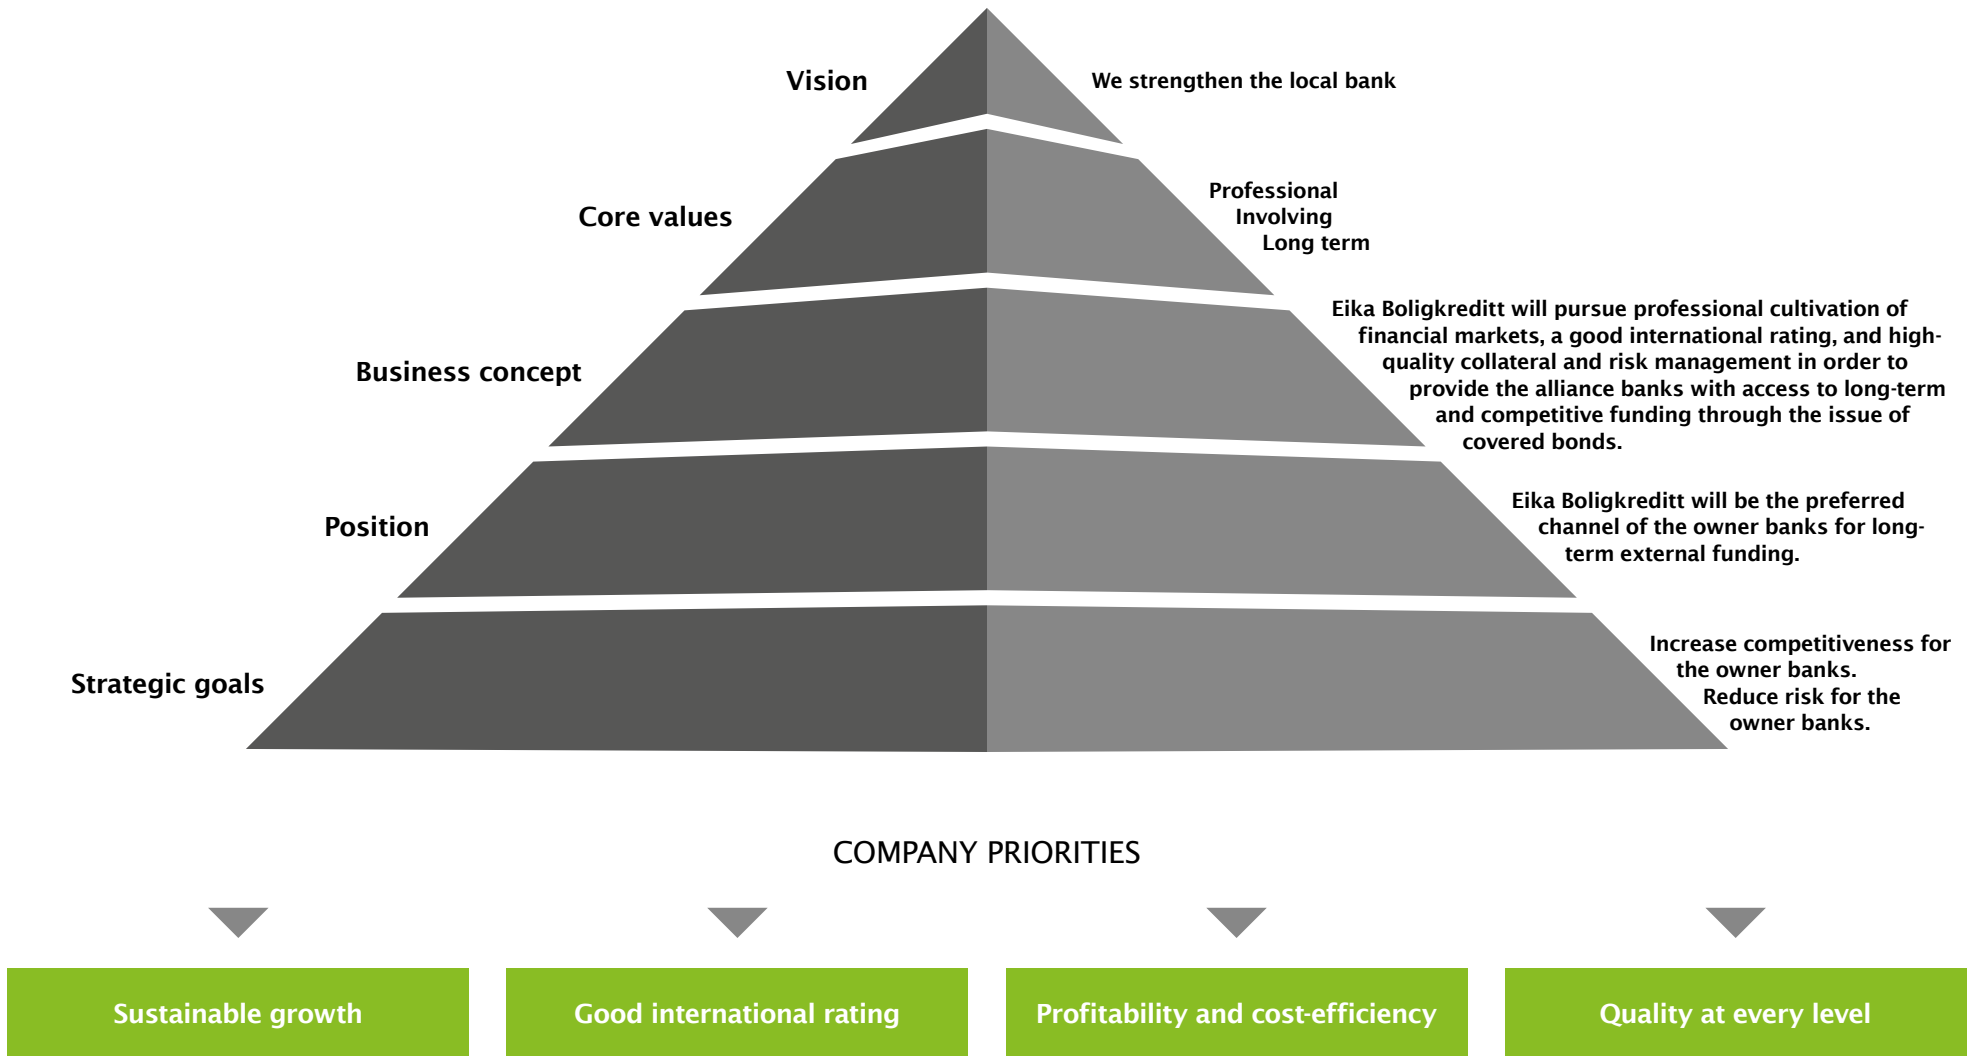 Vision
We strengthen the local bank
Core values
Professional
Involving
Long term
Business concept
Eika Boligkreditt will pursue professional cultivation of
financial markets, a good international rating, and high-
quality collateral and risk management in order to
provide the alliance banks with access to long-term
and competitive funding through the issue of
covered bonds.
Position
Eika Boligkreditt will be the preferred
channel of the owner banks for long-
term external funding.
Strategic goals
Increase competitiveness for
the owner banks.
Reduce risk for the
owner banks.
COMPANY PRIORITIES
Sustainable growth
Good international rating
Profitability and cost-efficiency
Quality at every level